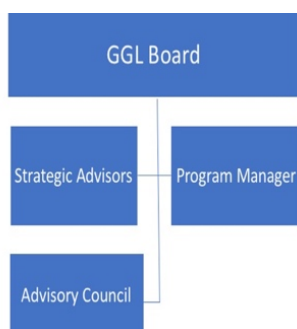 GGL Board
Strategic Advisors
Program Manager
Advisory Council